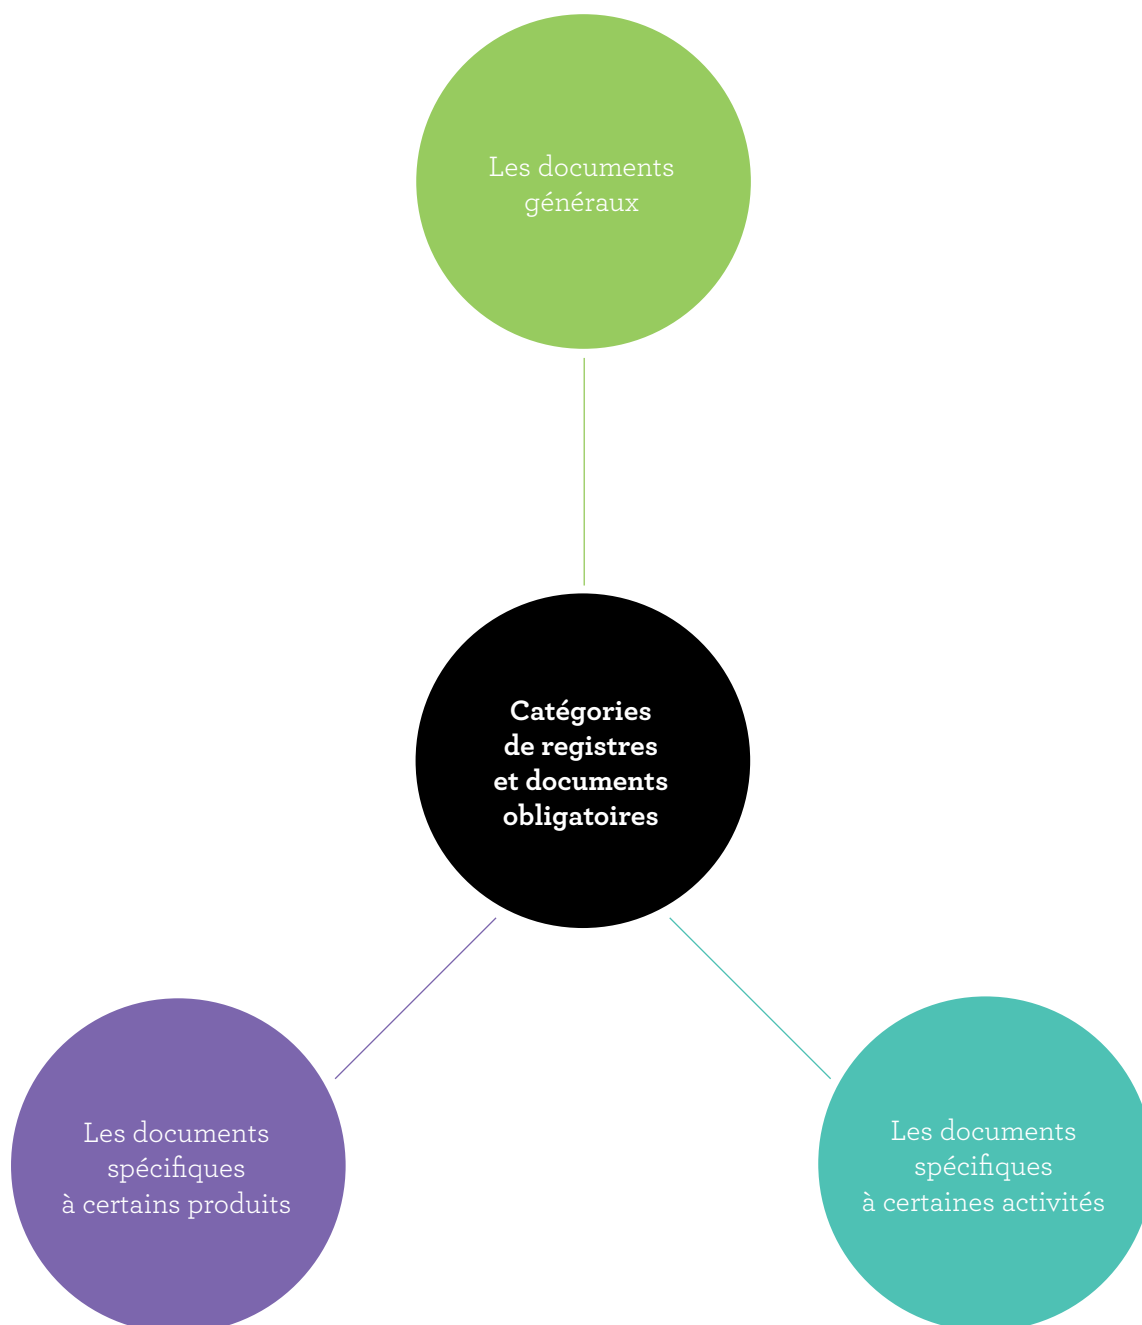 Les documents
généraux
Catégories
de registres
et documents
obligatoires
Les documents
spécifiques
à certains produits
Les documents
spécifiques
à certaines activités